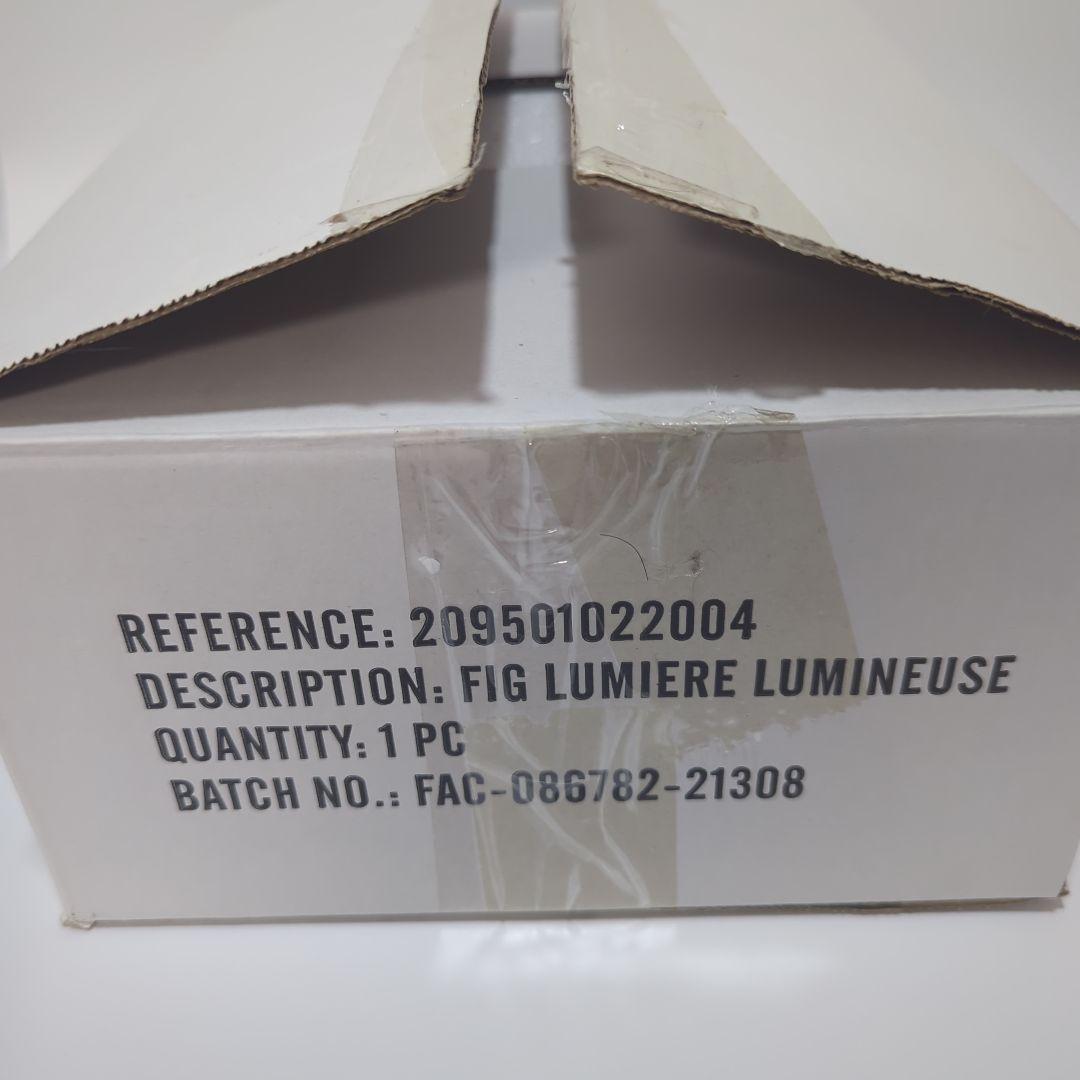 REFERENCE: 209501022004
DESCRIPTION: FIG LUMIERE LUMINEUSE
QUANTITY: 1 PC
BATCH NO.: FAC-086782-21308